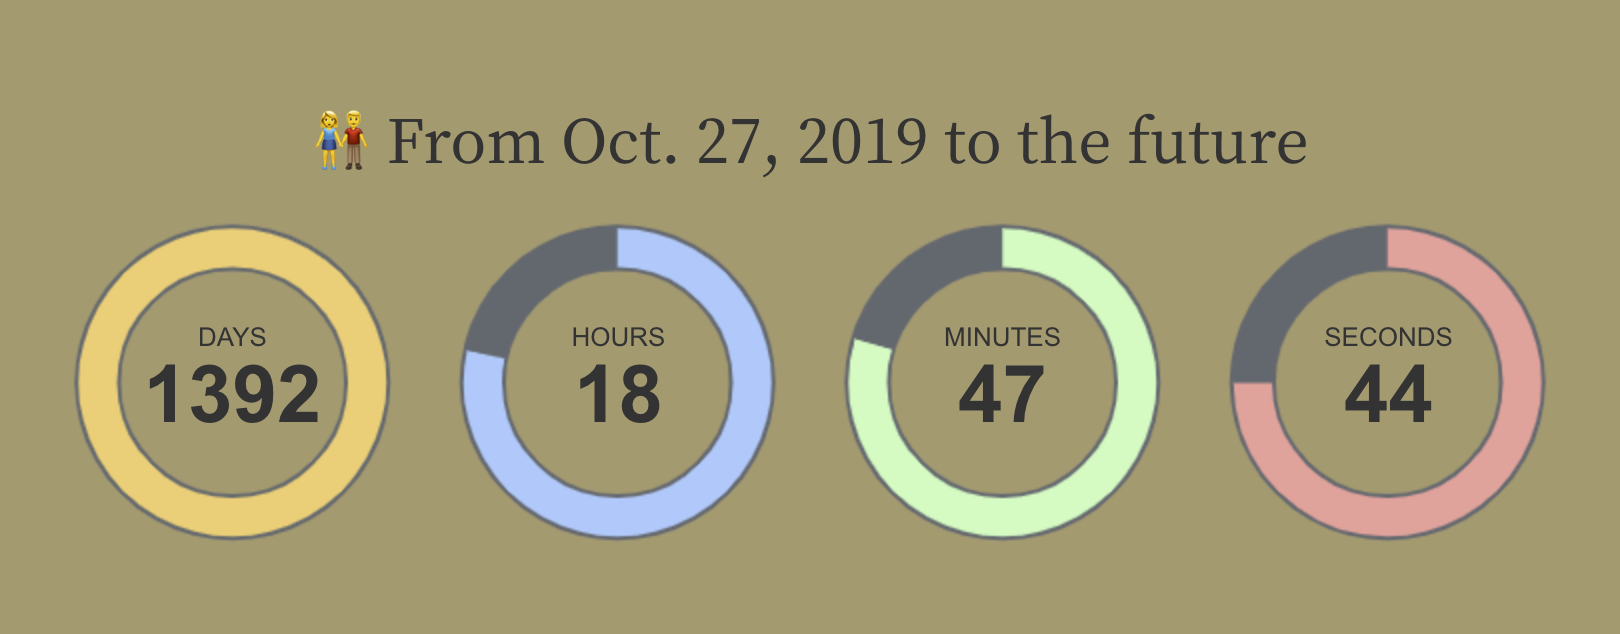 👫 From Oct. 27, 2019 to the future
DAYS
1392
HOURS
18
MINUTES
47
SECONDS
44